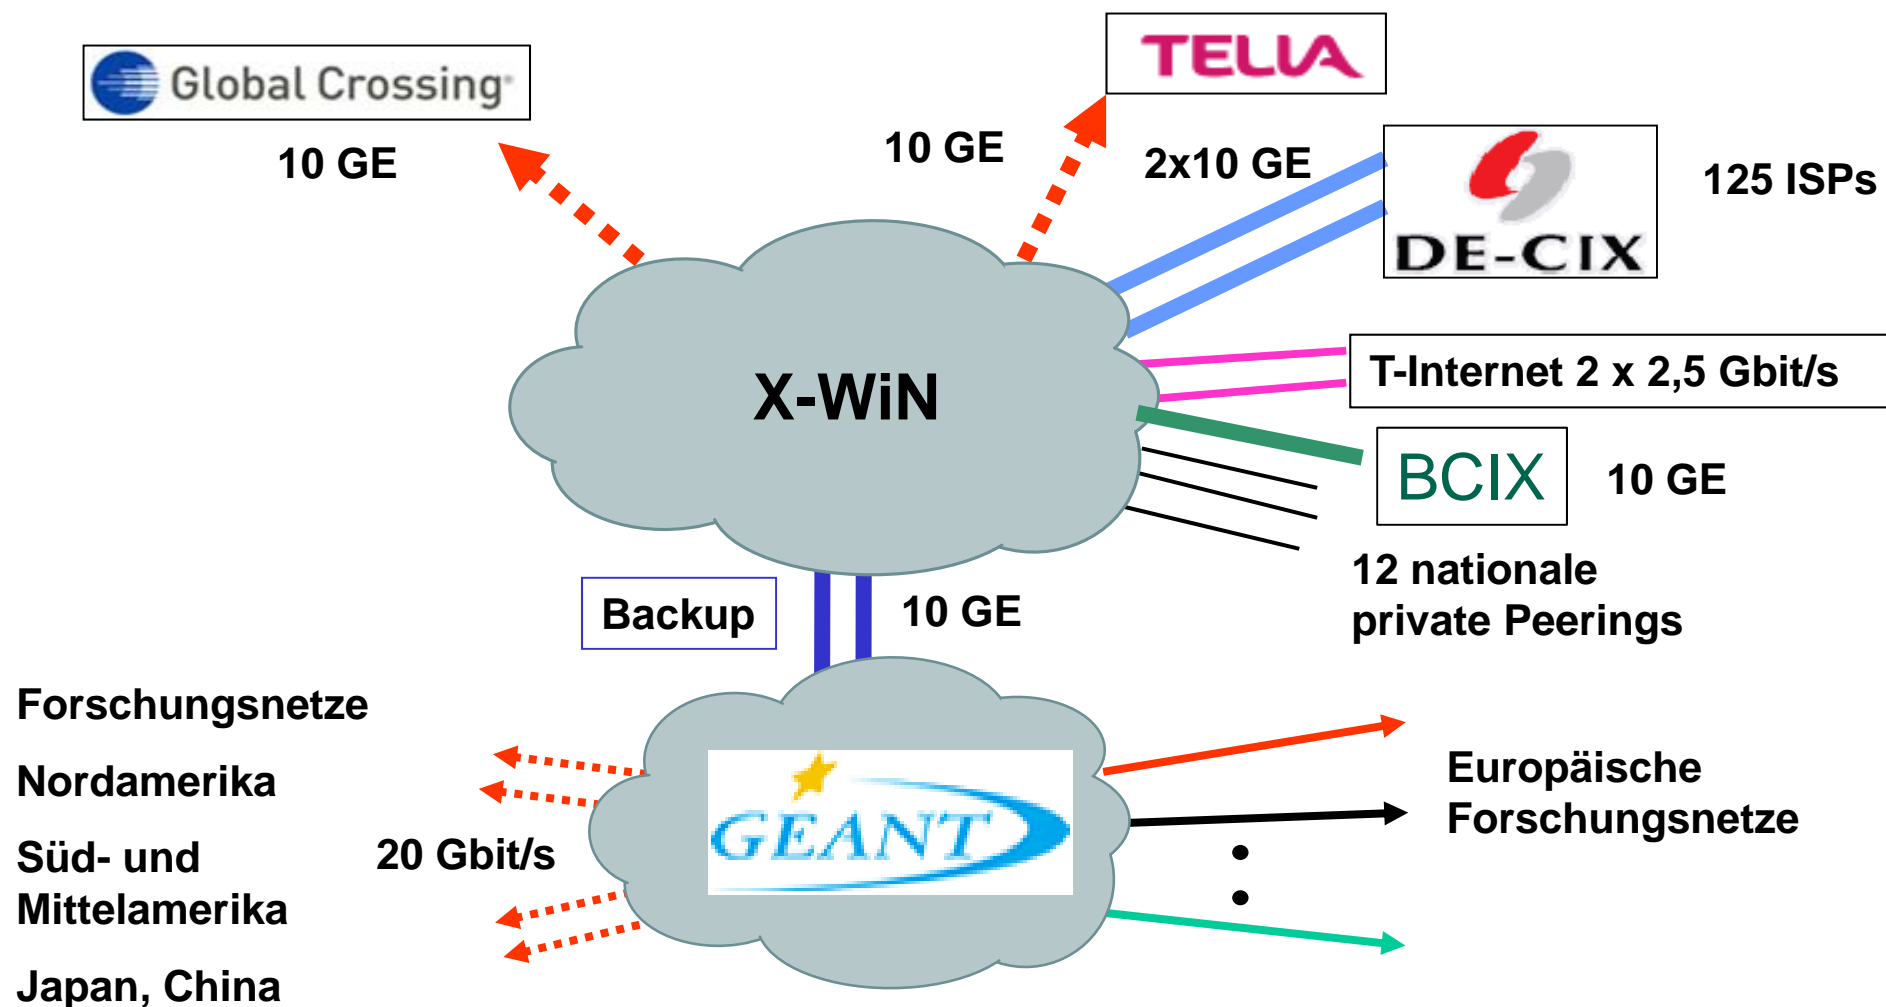 Global Crossing
10 GE
TELIA
10 GE
2x10 GE
DE-CIX
125 ISPs
X-WiN
T-Internet 2 x 2,5 Gbit/s
BCIX
10 GE
12 nationale
private Peerings
Backup
10 GE
Forschungsnetze
Nordamerika
Süd- und
Mittelamerika
Japan, China
20 Gbit/s
GEANT
Europäische
Forschungsnetze